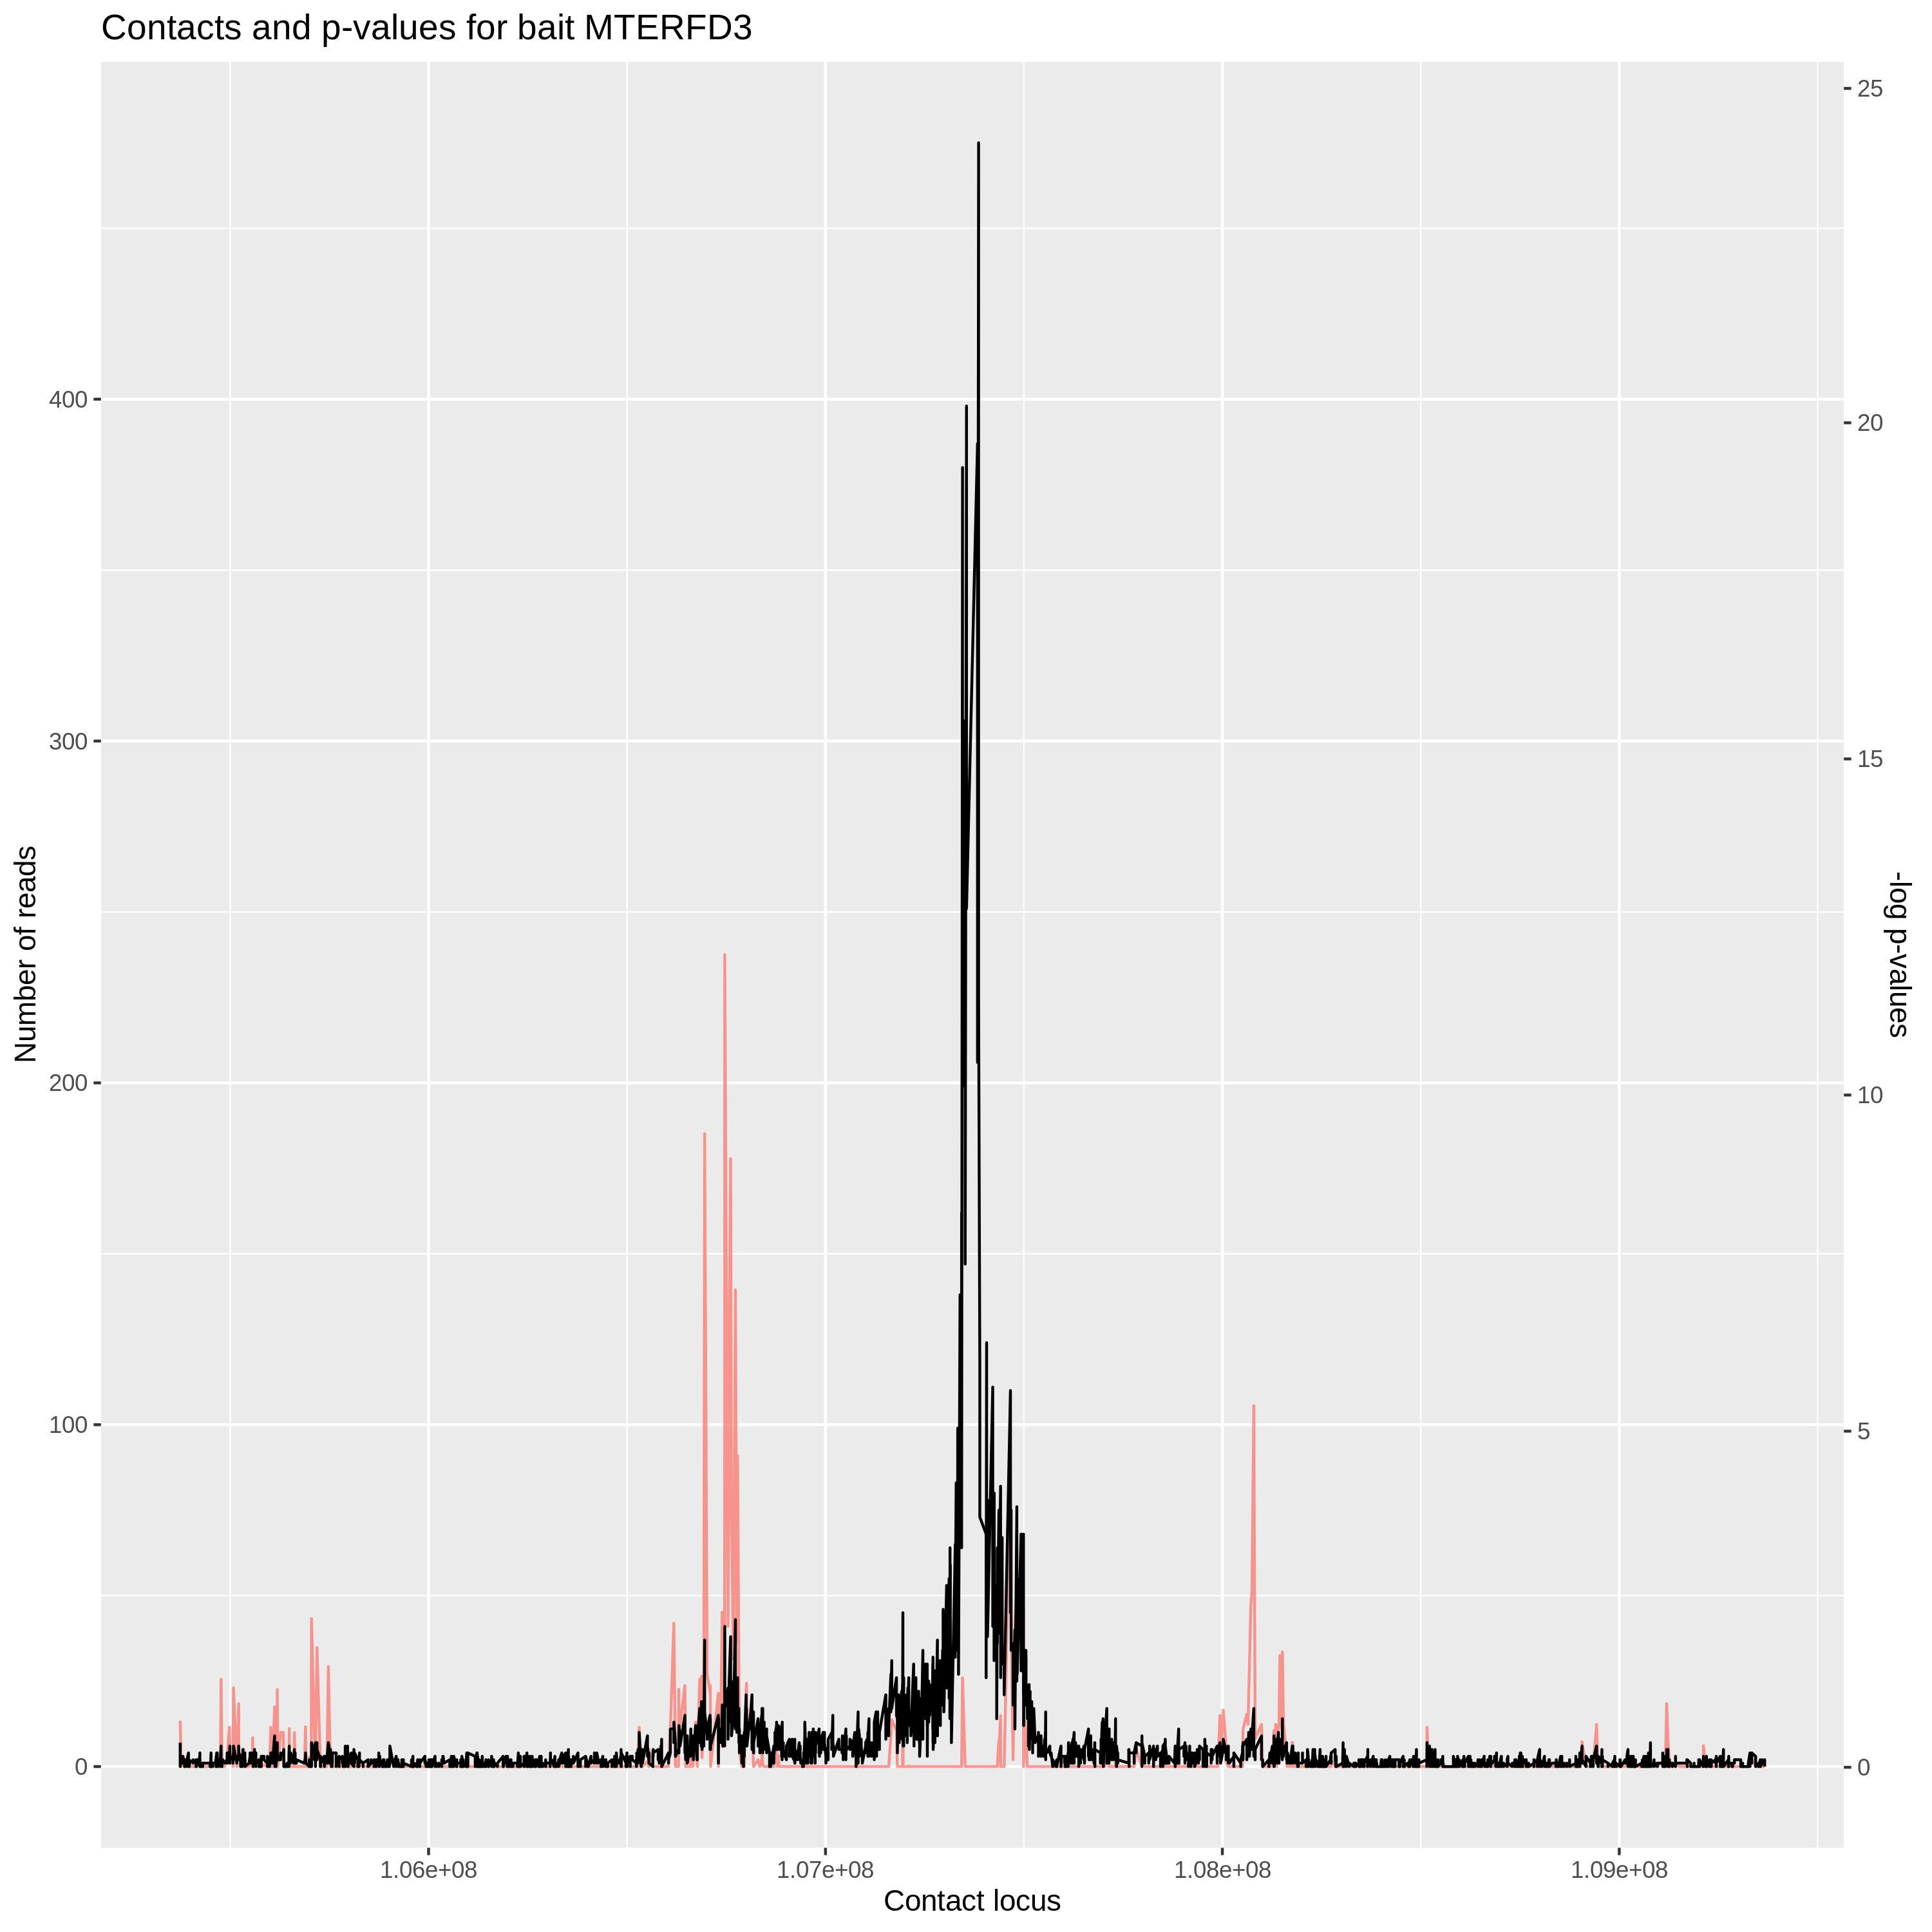 Contacts and p-values for bait MTERFD3
25
400
20
300
15
Number of reads
-log p-values
200
10
100
5
0
0
1.06e+08
1.07e+08
1.08e+08
1.09e+08
Contact locus